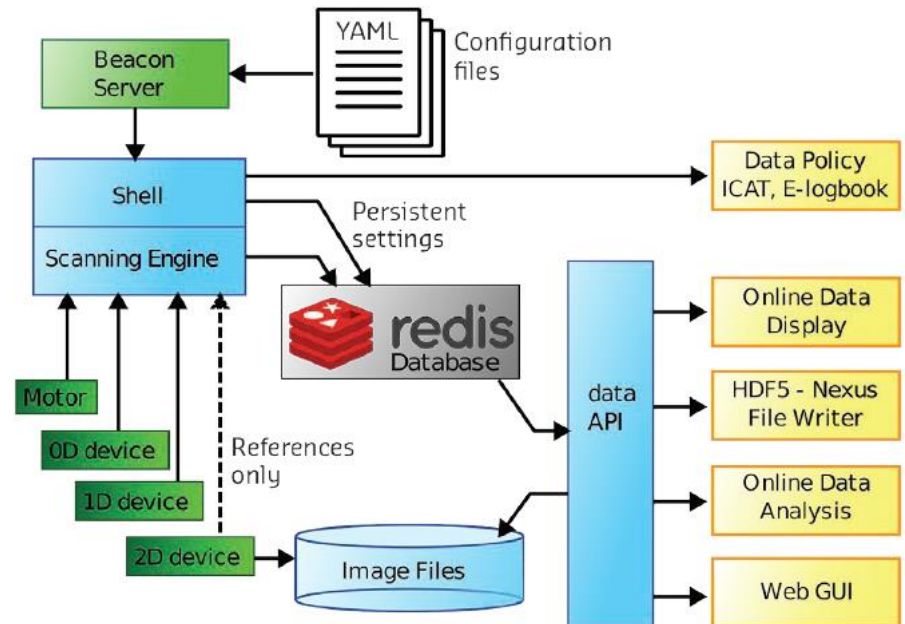 YAML
Configuration
files
Beacon
Server
Shell
Scanning Engine
Persistent
settings
Data Policy
ICAT, E-logbook
redis
Database
data
API
Online Data
Display
HDF5 - Nexus
File Writer
Online Data
Analysis
Web GUI
Motor
0D device
1D device
2D device
References
only
Image Files